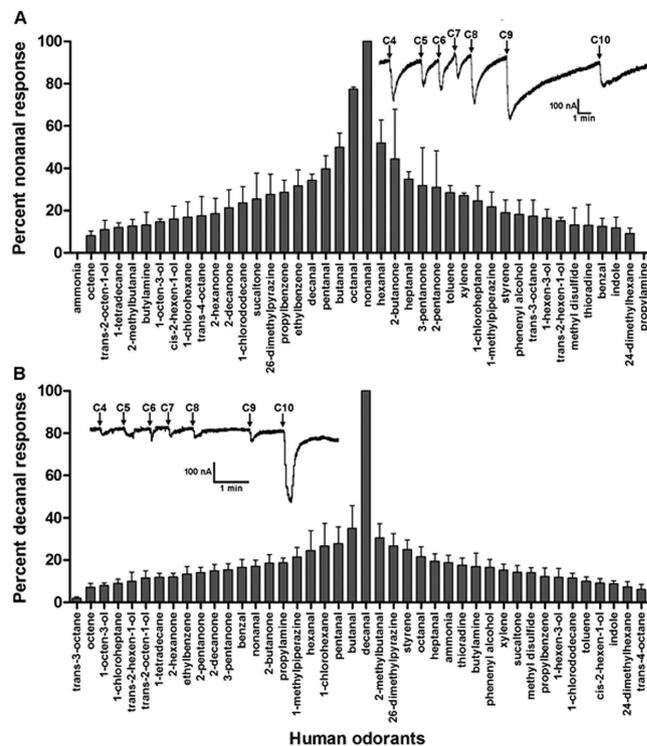 A
Percent nonanal response
100
80
60
40
20
0
C4
C5
C6
C7
C8
C9
C10
100 nA
1 min
ammonia
octene
trans-2-octen-1-ol
1-tetradecane
2-methylbutanal
butylamine
1-octen-3-ol
cis-2-hexen-1-ol
1-chlorohexane
trans-4-octane
2-hexanone
2-decanone
1-chlorododecane
sucaltone
26-dimethylpyrazine
propylbenzene
ethylbenzene
decanal
pentanal
butanal
octanal
nonanal
hexanal
2-butanone
heptanal
3-pentanone
2-pentanone
toluene
xylene
1-chloroheptane
1-methylpiperazine
styrene
alcohol
trans-3-octane
1-hexen-3-ol
trans-2-hexen-1-ol
methyl disulfide
thioradine
benzal
indole
24-dimethylhexane
propylamine
B
Percent decanal response
100
80
60
40
20
0
C4
C5
C6
C7
C8
C9
C10
100 nA
1 min
trans-3-octane
octene
1-octen-3-ol
1-chloroheptane
trans-2-hexen-1-ol
trans-2-octen-1-ol
1-tetradecane
2-hexanone
ethylbenzene
2-pentanone
2-decanone
3-pentanone
benzal
nonanal
2-butanone
propylamine
1-methylpiperazine
hexanal
1-chlorohexane
pentanal
butanal
decanal
2-methylbutanal
26-dimethylpyrazine
styrene
octanal
heptanal
ammonia
thioradine
butylamine
alcohol
xylene
sucaltone
methyl disulfide
propylbenzene
1-hexen-3-ol
1-chlorododecane
toluene
cis-2-hexen-1-ol
indole
24-dimethylhexane
trans-4-octane
Human odorants